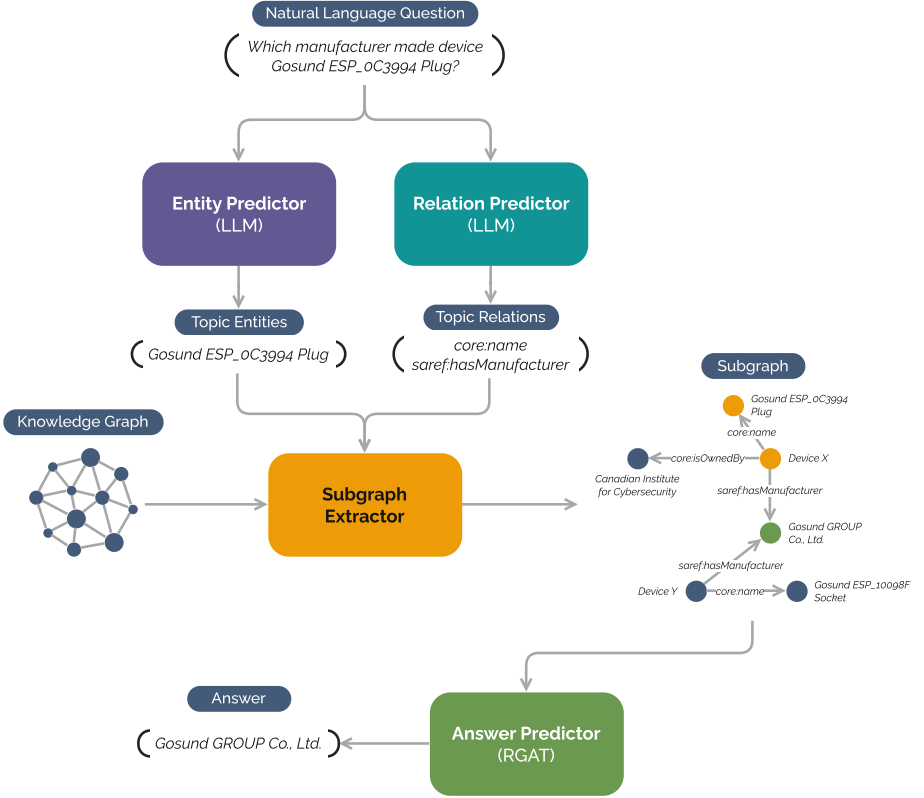 Natural Language Question
Which manufacturer made device
Gosund ESP_0C3994 Plug?
Entity Predictor
(LLM)
Relation Predictor
(LLM)
Topic Entities
Gosund ESP_0C3994 Plug
Topic Relations
core:name
saref:hasManufacturer
Knowledge Graph
Subgraph
Extractor
Subgraph
Gosund ESP_0C3994
Plug
core:name
core:isOwnedBy
Device X
Canadian Institute
for Cybersecurity
saref:hasManufacturer
Gosund GROUP
Co., Ltd.
saref:hasManufacturer
Device Y
core:name
Gosund ESP_10098F
Socket
Answer
Gosund GROUP Co., Ltd.
Answer Predictor
(RGAT)